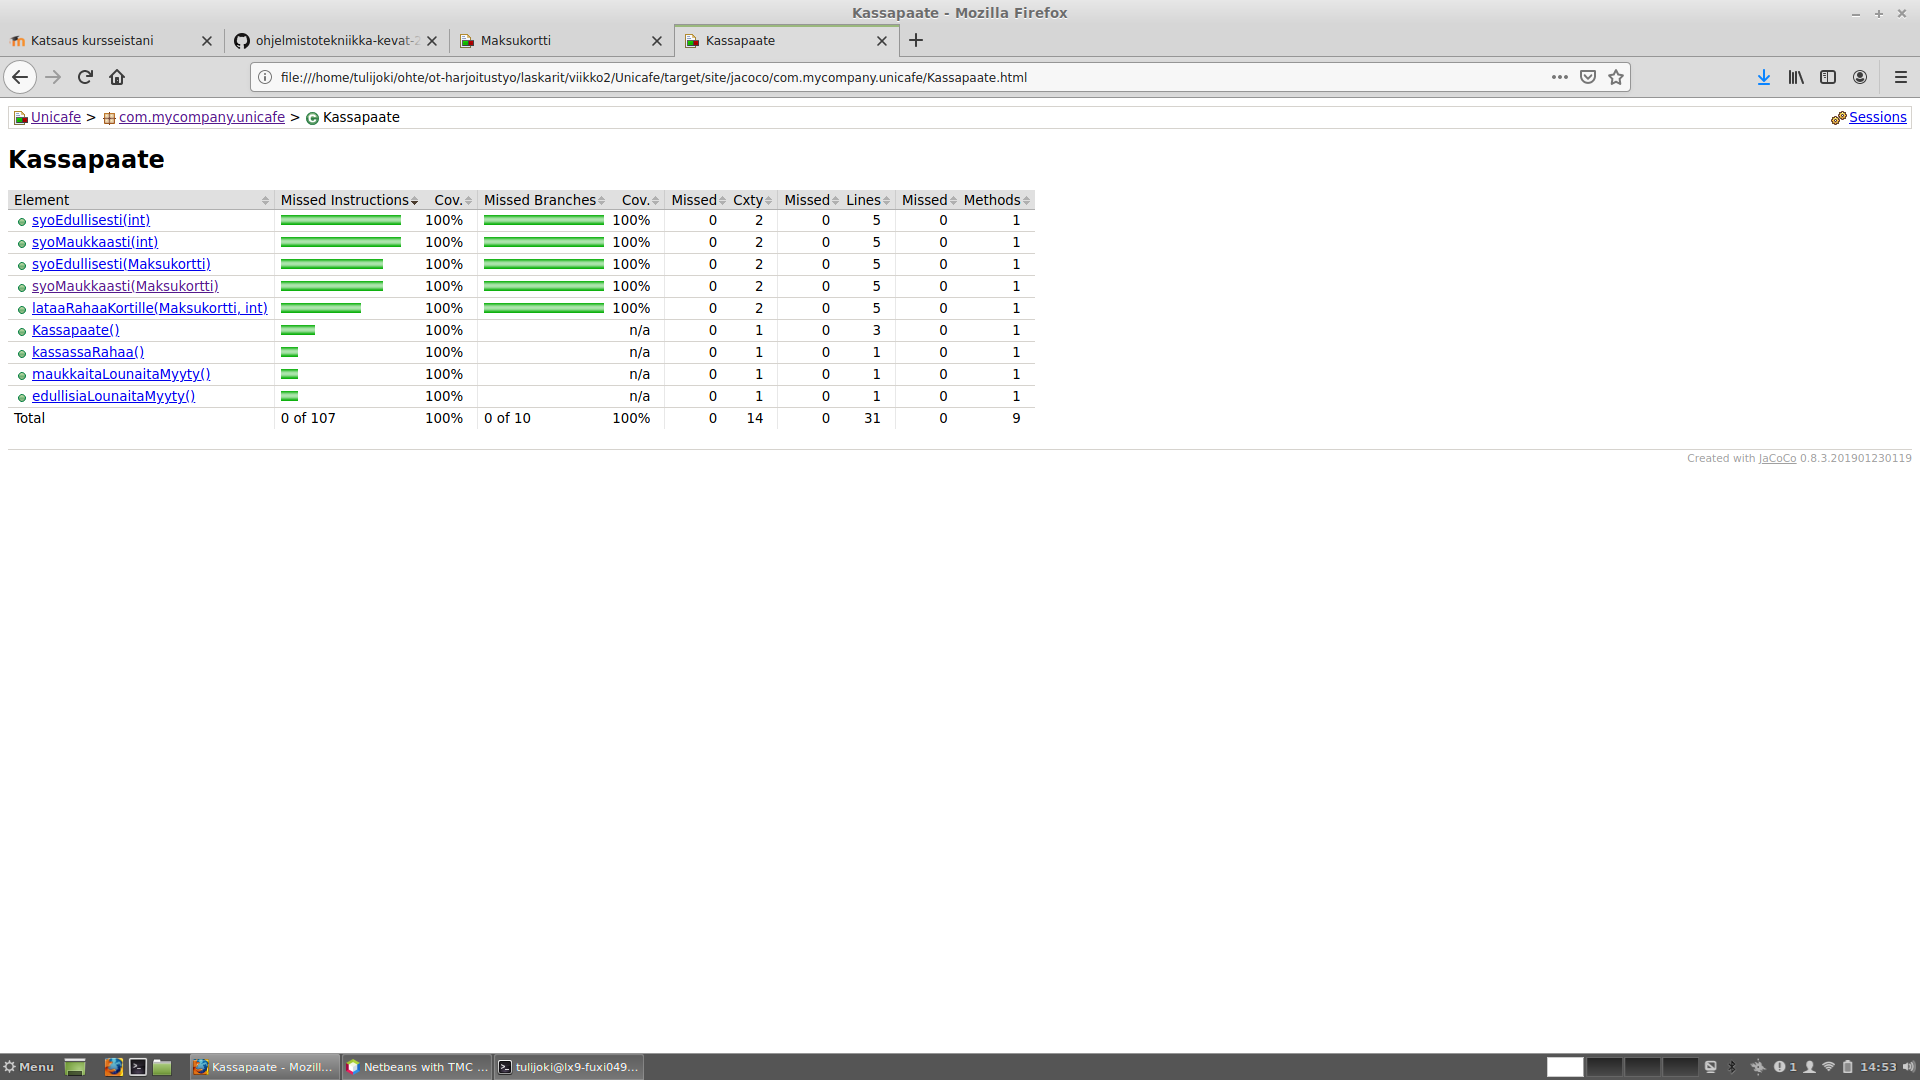 Kassapaate - Mozilla Firefox
Katsaus kursseistani
ohjelmistotekniikka-kevat-2
Maksukortti
Kassapaate
file:///home/tulijoki/ohte/ot-harjoitustyo/laskarit/viikko2/Unicafe/target/site/jacoco/com.mycompany.unicafe/Kassapaate.html
Unicafe > com.mycompany.unicafe > Kassapaate
Sessions
Kassapaate
Element Missed Instructions Cov. Missed Branches Cov. Missed Cxty Missed Lines Missed Methods
syoEdullisesti(int) 100% 100% 0 2 0 5 0 1
syoMaukkaasti(int) 100% 100% 0 2 0 5 0 1
syoEdullisesti(Maksukortti) 100% 100% 0 2 0 5 0 1
syoMaukkaasti(Maksukortti) 100% 100% 0 2 0 5 0 1
lataaRahaaKortille(Maksukortti, int) 100% 100% 0 2 0 5 0 1
Kassapaate() 100% n/a 0 1 0 3 0 1
kassassaRahaa() 100% n/a 0 1 0 1 0 1
maukkaitaLounaitaMyyty() 100% n/a 0 1 0 1 0 1
edullisiaLounaitaMyyty() 100% n/a 0 1 0 1 0 1
Total 0 of 107 100% 0 of 10 100% 0 14 0 31 0 9
Created with JaCoCo 0.8.3.201901230119
Menu
Kassapaate - Mozill...
Netbeans with TMC ...
tulijoki@lx9-fuxi049...
1
14:53